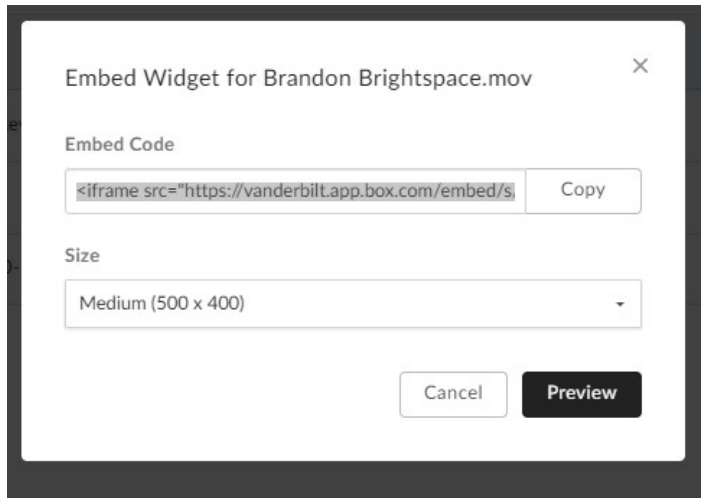 Embed Widget for Brandon Brightspace.mov
Embed Code
<iframe src="https://vanderbilt.app.box.com/embed/s
Copy
Size
Medium (500 x 400)
Cancel
Preview